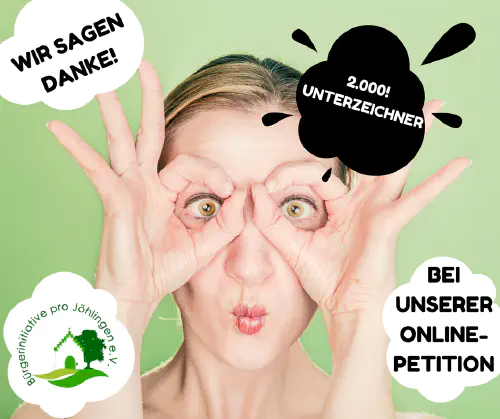 WIR SAGEN
DANKE!
2.000!
UNTERZEICHNER
BEI
UNSERER
ONLINE-
PETITION
Bürgerinitiative pro Jöhlingen e.V.